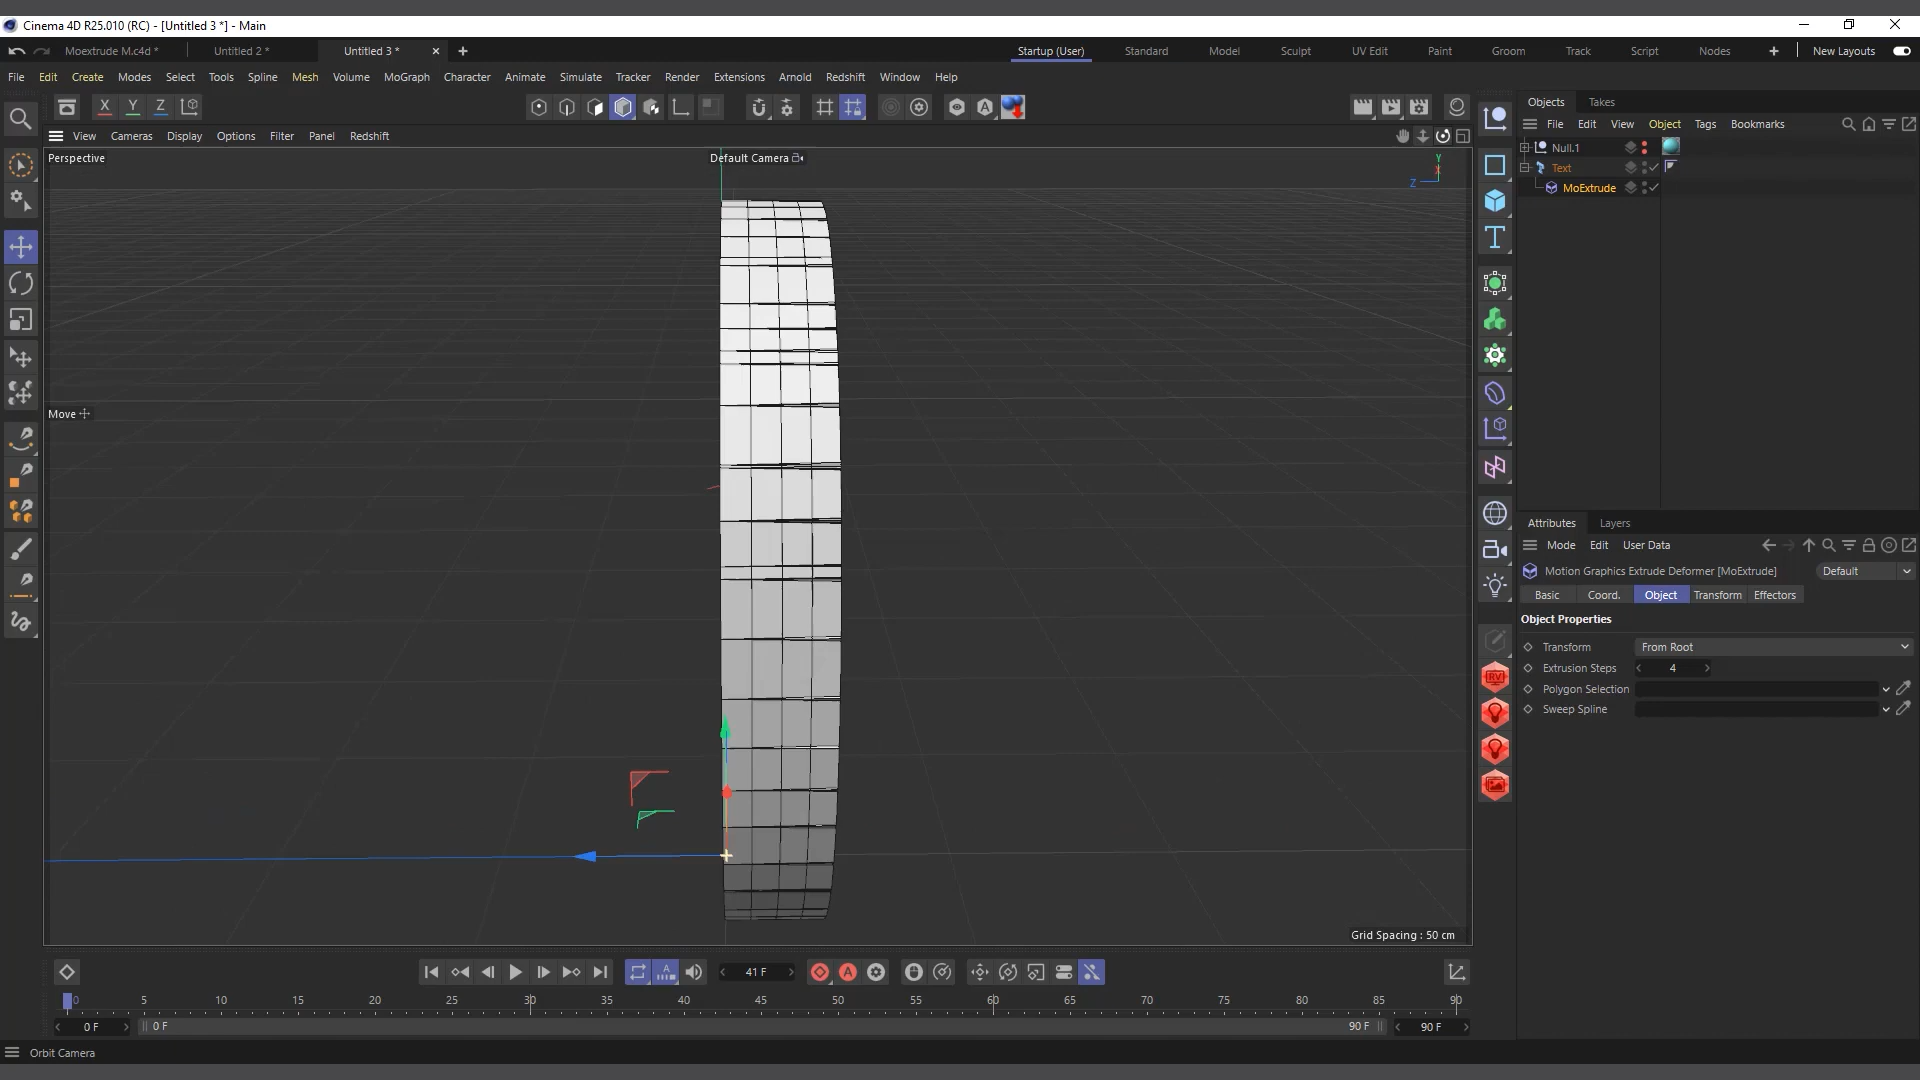 Cinema 4D R25.010 (RC) - [Untitled 3 *] - Main
Moextrude M.c4d *
Untitled 2 *
Untitled 3 *
Startup (User)
Standard
Model
Sculpt
UV Edit
Paint
Groom
Track
Script
Nodes
New Layouts
File Edit Create Modes Select Tools Spline Mesh Volume MoGraph Character Animate Simulate Tracker Render Extensions Arnold Redshift Window Help
X Y Z
View Cameras Display Options Filter Panel Redshift
Perspective
Default Camera
Y
X
Z
Move
Grid Spacing : 50 cm
Objects Takes
File Edit View Object Tags Bookmarks
Null.1
Text
MoExtrude
Attributes Layers
Mode Edit User Data
Motion Graphics Extrude Deformer [MoExtrude]
Default
Basic Coord. Object Transform Effectors
Object Properties
Transform From Root
Extrusion Steps 4
Polygon Selection
Sweep Spline
RV
41 F
0 5 10 15 20 25 30 35 40 45 50 55 60 65 70 75 80 85 90
0 F
0 F
90 F
90 F
Orbit Camera